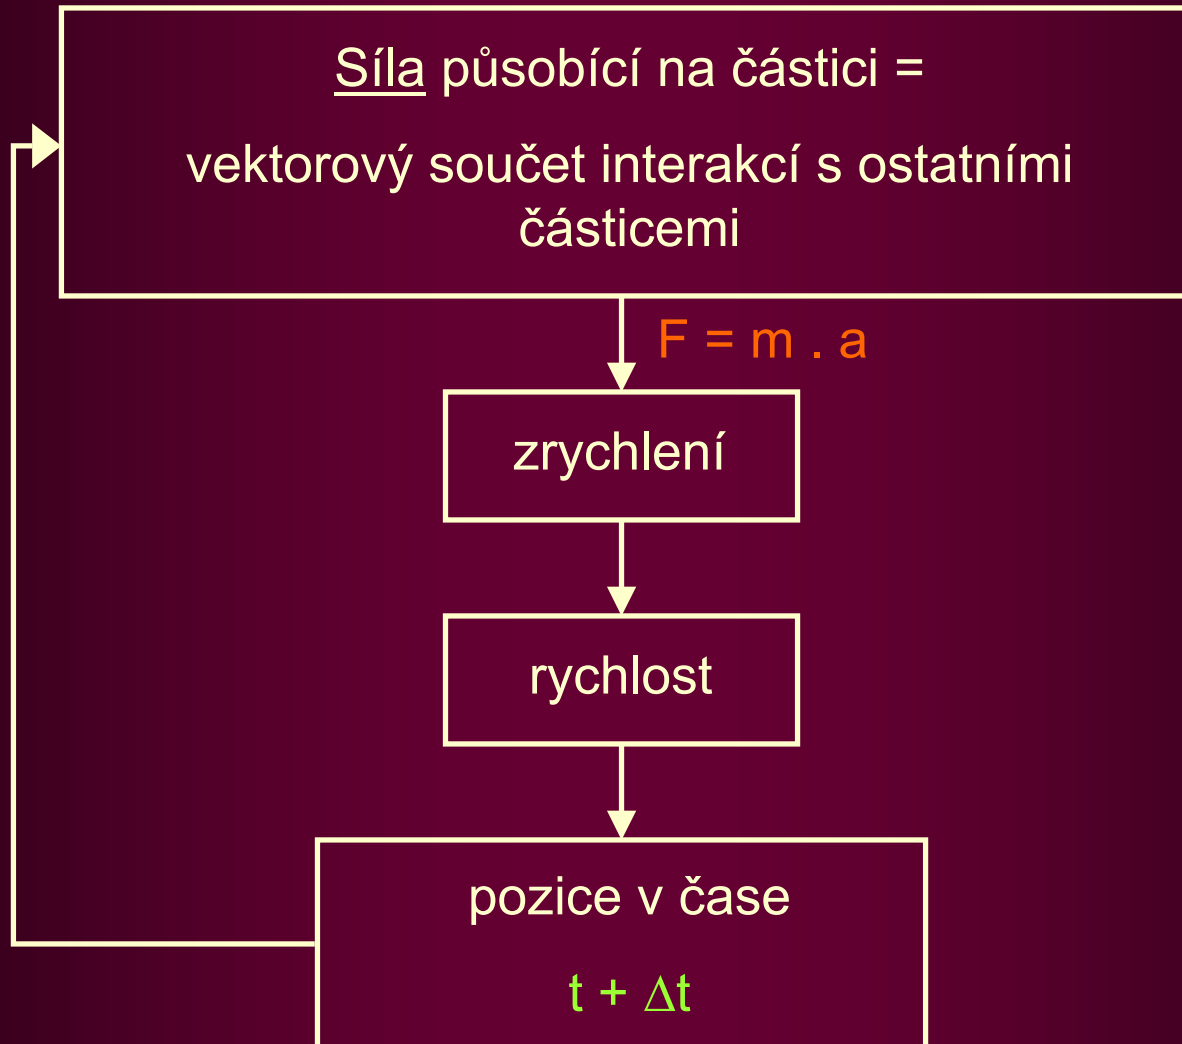 Síla působící na částici =
vektorový součet interakcí s ostatními
částicemi
F = m . a
zrychlení
rychlost
pozice v čase
t + Δt